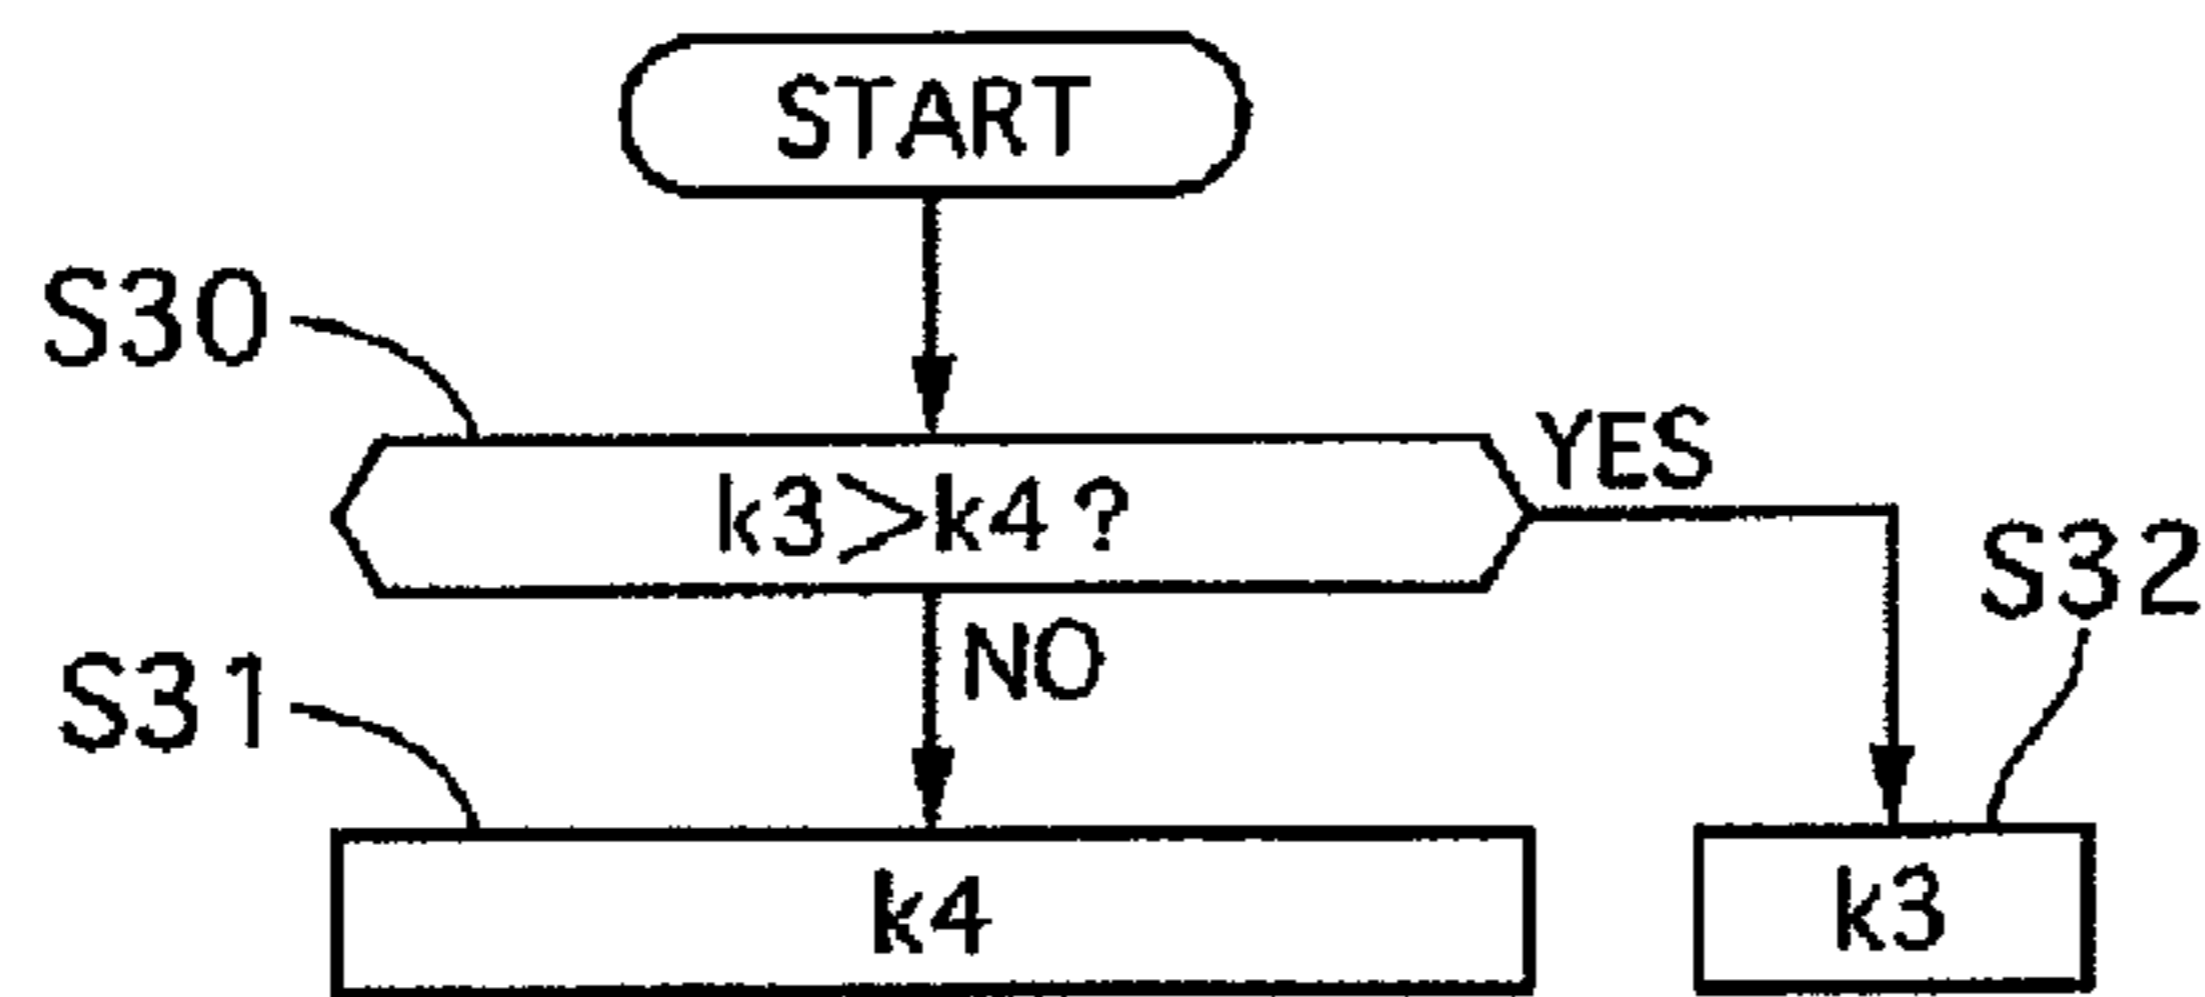 START
S30
k3>k4?
YES
S32
NO
S31
k4
k3